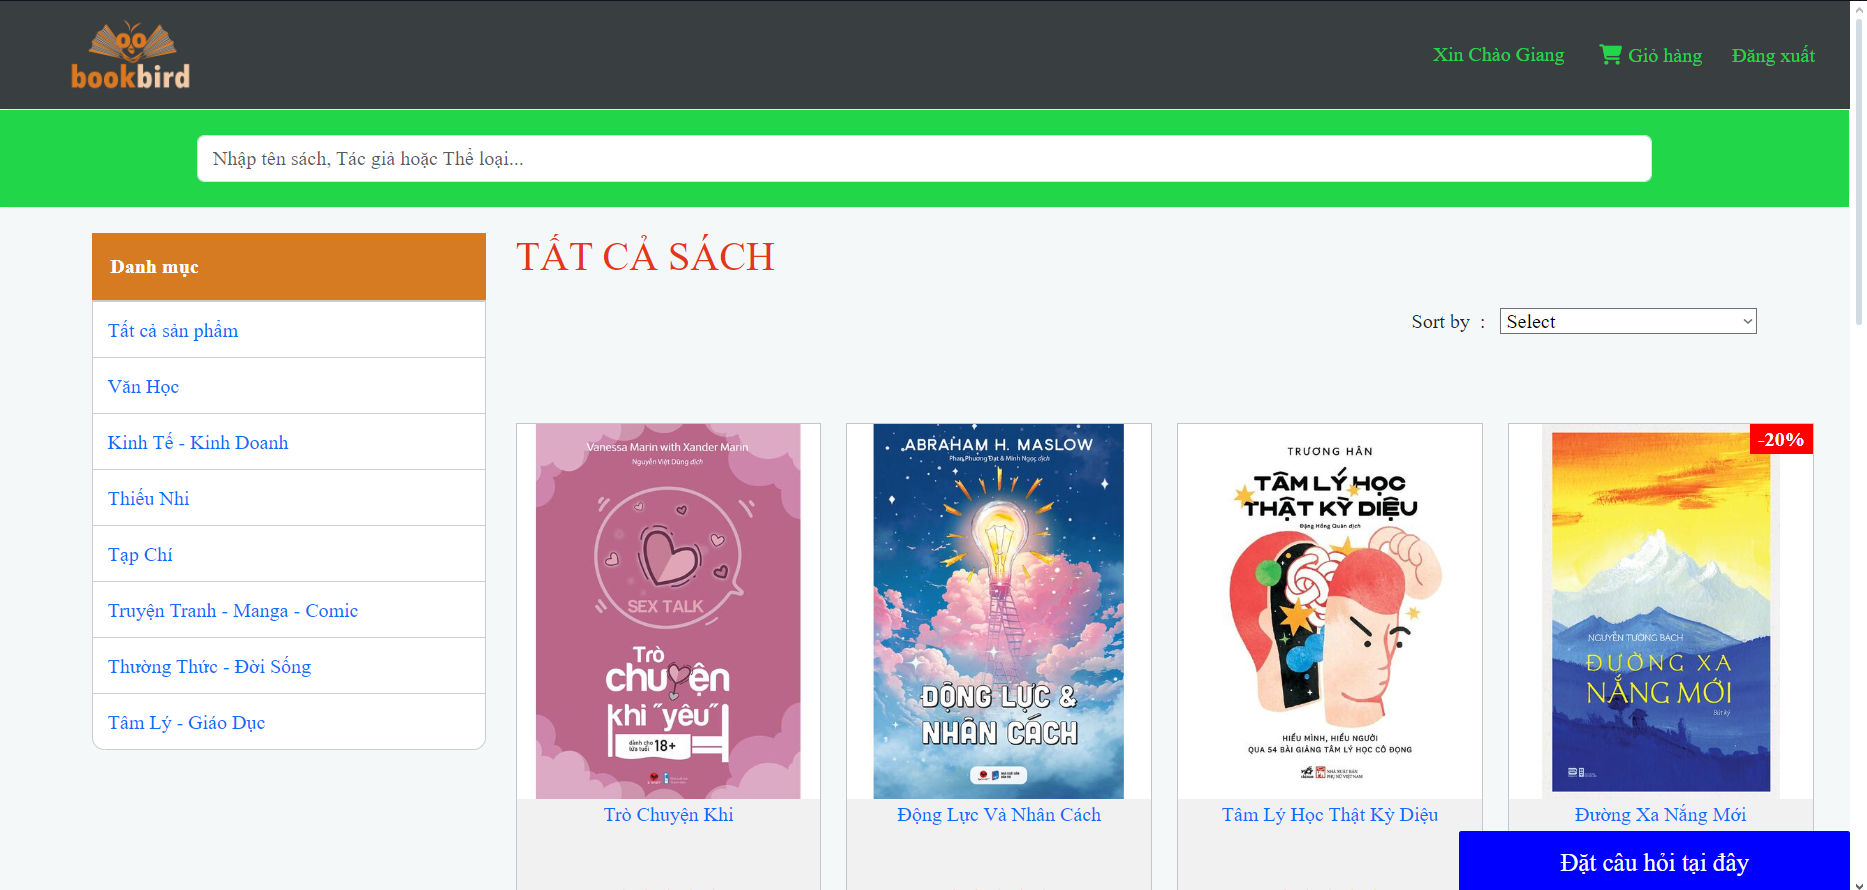 bookbird
Xin Chào Giang
Giỏ hàng
Đăng xuất
Nhập tên sách, Tác giả hoặc Thể loại...
Danh mục
Tất cả sản phẩm
Văn Học
Kinh Tế - Kinh Doanh
Thiếu Nhi
Tạp Chí
Truyện Tranh - Manga - Comic
Thường Thức - Đời Sống
Tâm Lý - Giáo Dục
TẤT CẢ SÁCH
Sort by :
Select
Vanessa Marin with Xander Marin
Nguyễn Việt Dũng dịch
SEX TALK
Trò
chuyện
khi "yêu"
dành cho
lứa tuổi 18+
Trò Chuyện Khi
ABRAHAM H. MASLOW
Phan Phương Đạt & Minh Ngọc dịch
ĐỘNG LỰC &
NHÂN CÁCH
Động Lực Và Nhân Cách
TRƯƠNG HÂN
TÂM LÝ HỌC
THẬT KỲ DIỆU
Đặng Hồng Quân dịch
HIỂU MÌNH, HIỂU NGƯỜI
QUA 54 BÀI GIẢNG TÂM LÝ HỌC CÔ ĐỌNG
NHÀ XUẤT BẢN
PHỤ NỮ VIỆT NAM
Tâm Lý Học Thật Kỳ Diệu
-20%
NGUYỄN TƯỜNG BÁCH
ĐƯỜNG XA
NẮNG MỚI
Bút ký
Đường Xa Nắng Mới
Đặt câu hỏi tại đây